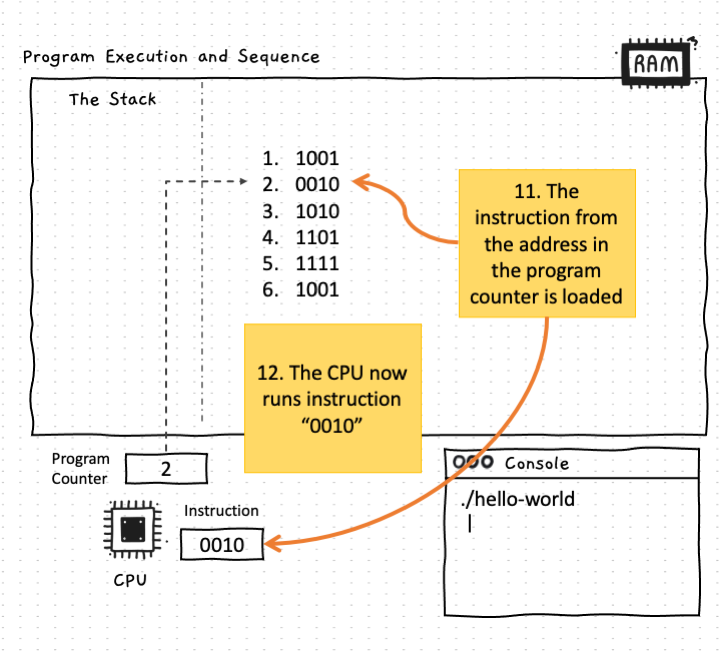 Program Execution and Sequence
RAM
The Stack
1. 1001
2. 0010
3. 1010
4. 1101
5. 1111
6. 1001
11. The
instruction from
the address in
the program
counter is loaded
12. The CPU now
runs instruction
“0010”
Program
Counter
2
Instruction
0010
CPU
Console
./hello-world
|